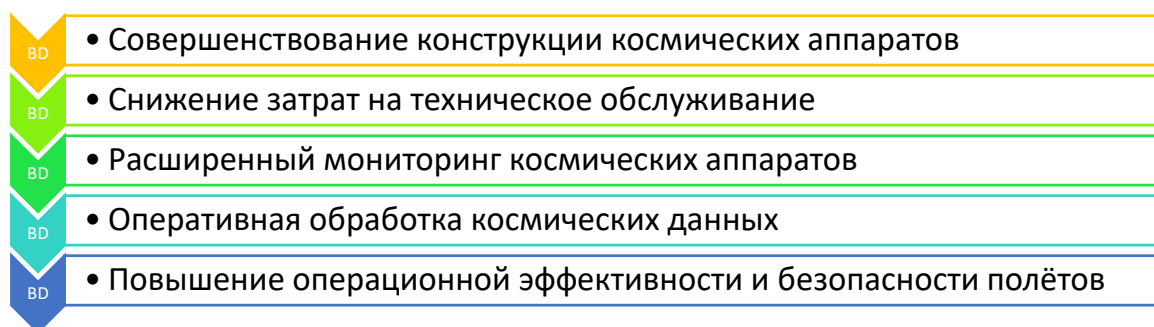 BD • Совершенствование конструкции космических аппаратов
BD • Снижение затрат на техническое обслуживание
BD • Расширенный мониторинг космических аппаратов
BD • Оперативная обработка космических данных
BD • Повышение операционной эффективности и безопасности полётов